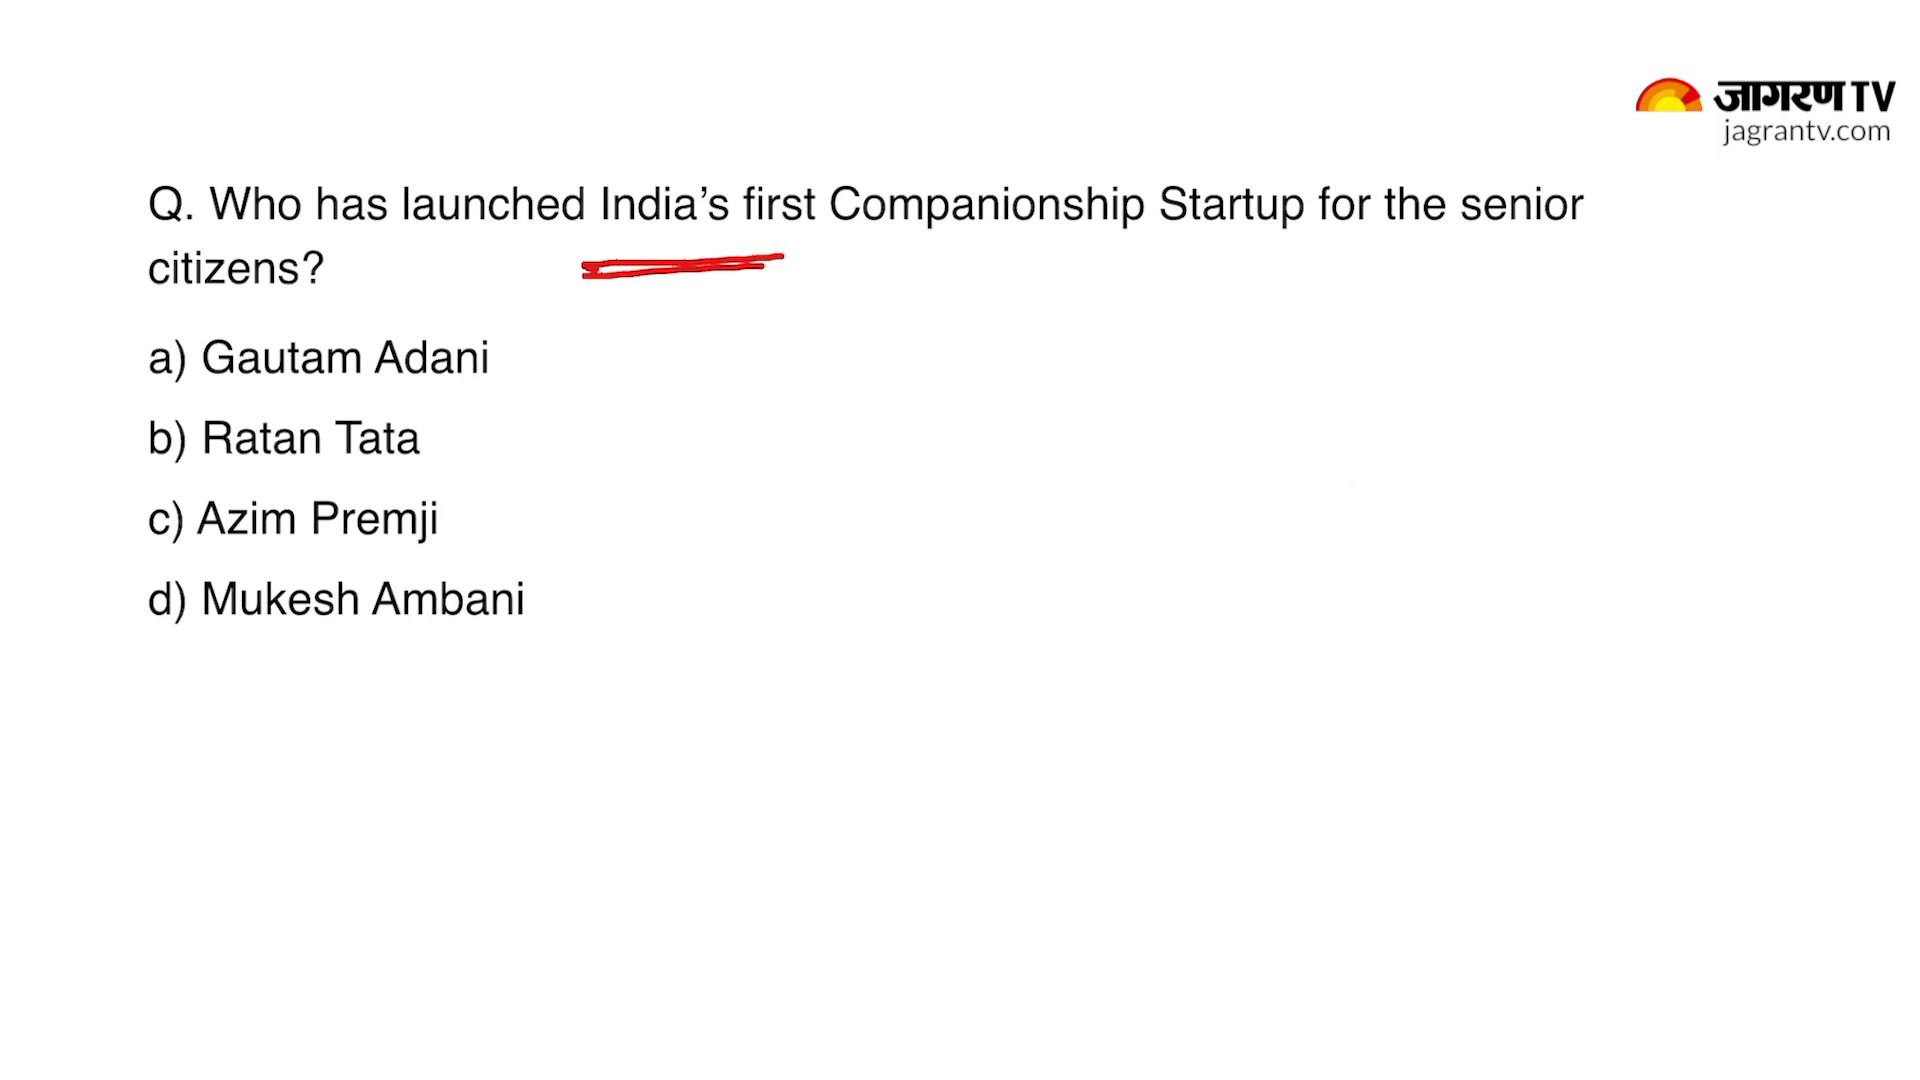 जागरण TV
jagrantv.com
Q. Who has launched India’s first Companionship Startup for the senior
citizens?
a) Gautam Adani
b) Ratan Tata
c) Azim Premji
d) Mukesh Ambani